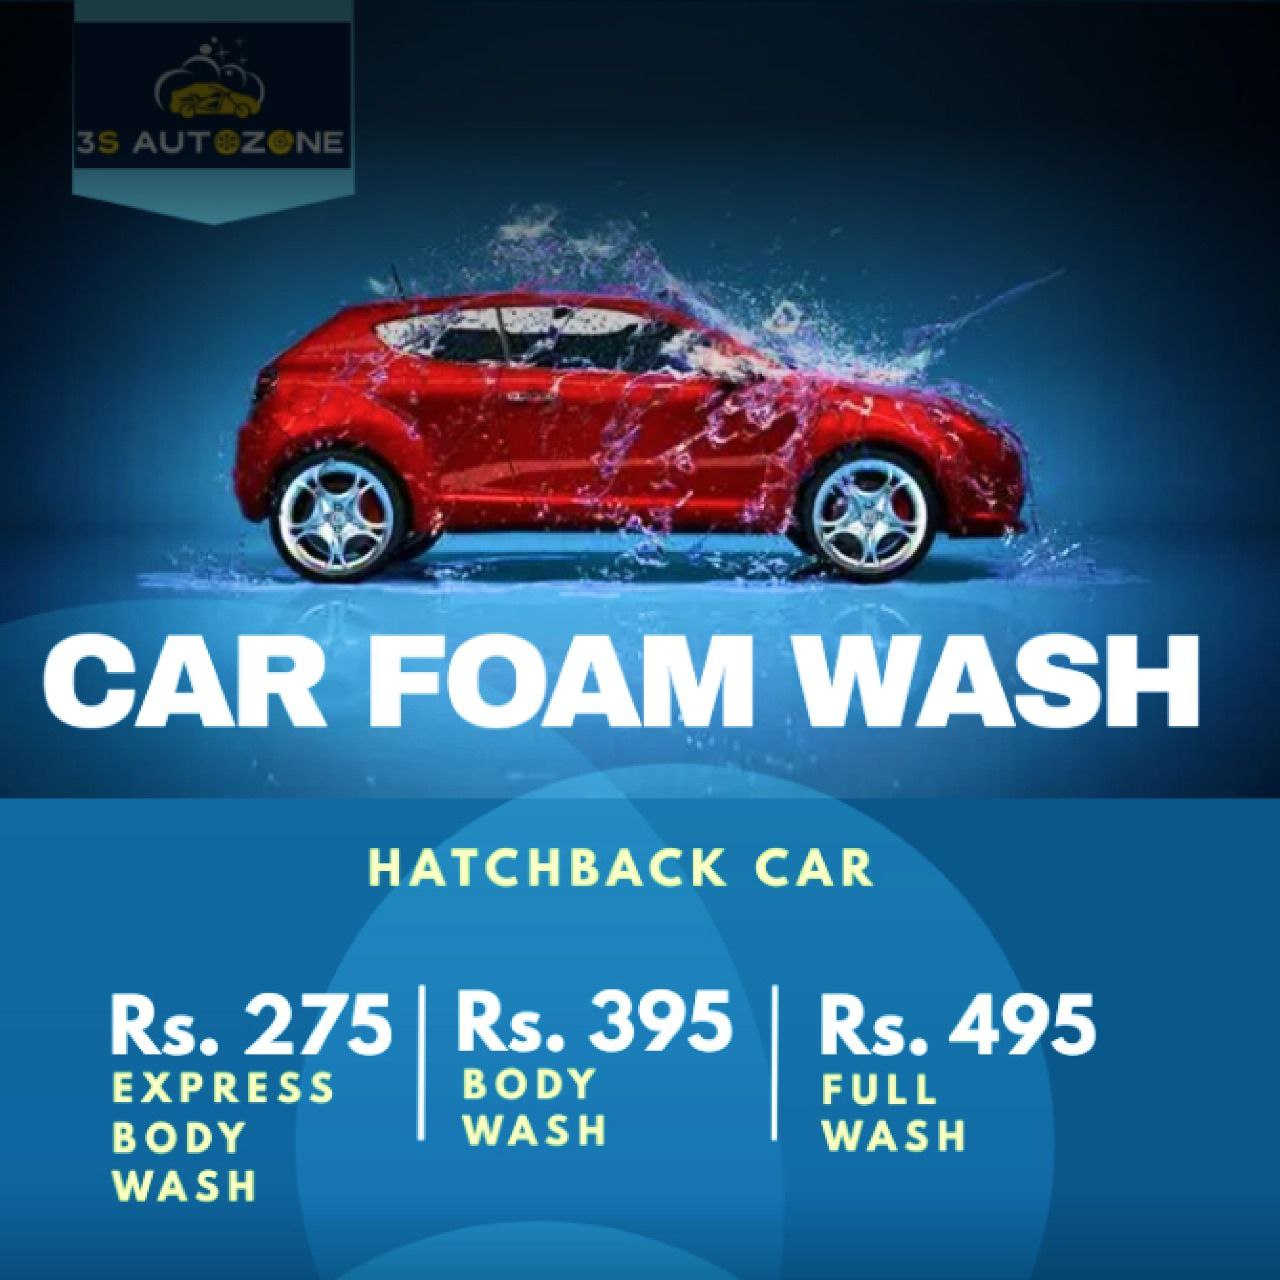 3S AUTOZONE
CAR FOAM WASH
HATCHBACK CAR
Rs. 275
EXPRESS
BODY
WASH
Rs. 395
BODY
WASH
Rs. 495
FULL
WASH